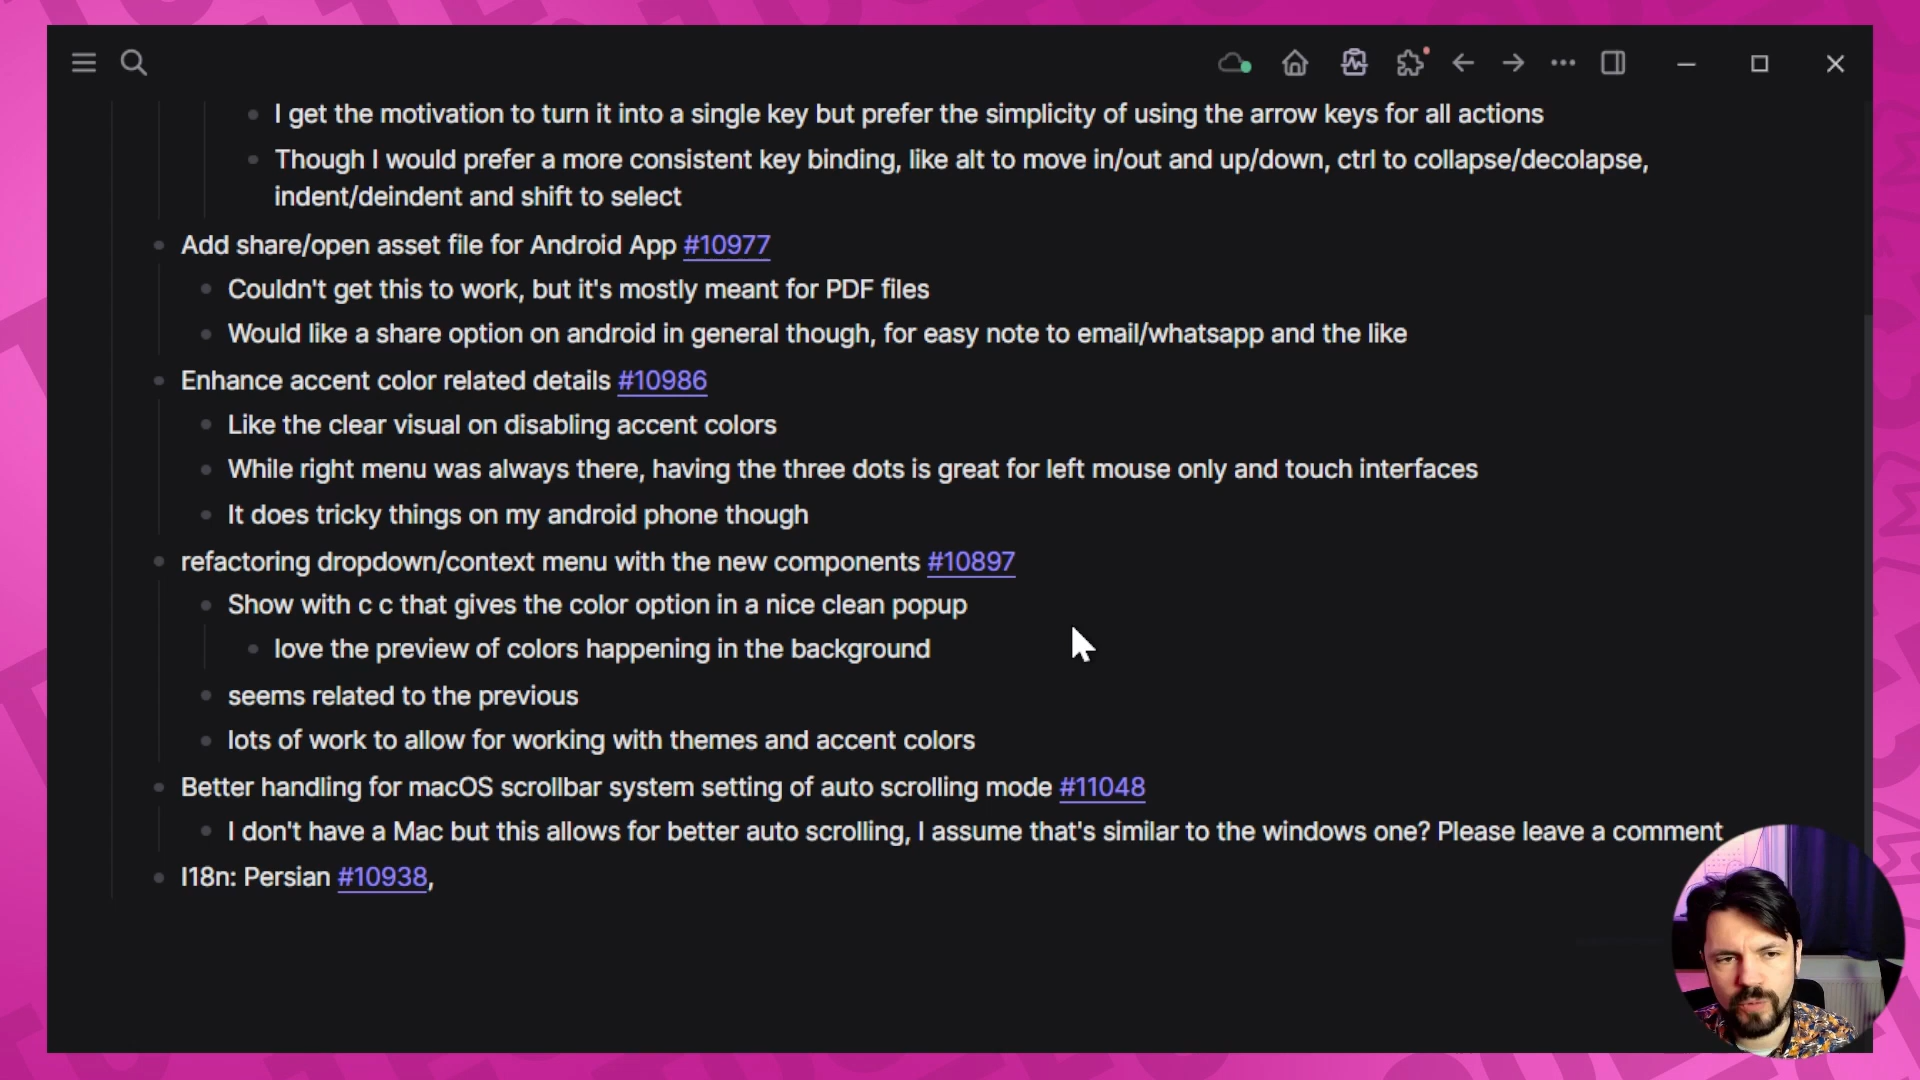 I get the motivation to turn it into a single key but prefer the simplicity of using the arrow keys for all actions
Though I would prefer a more consistent key binding, like alt to move in/out and up/down, ctrl to collapse/decolapse,
indent/deindent and shift to select
Add share/open asset file for Android App #10977
Couldn't get this to work, but it's mostly meant for PDF files
Would like a share option on android in general though, for easy note to email/whatsapp and the like
Enhance accent color related details #10986
Like the clear visual on disabling accent colors
While right menu was always there, having the three dots is great for left mouse only and touch interfaces
It does tricky things on my android phone though
refactoring dropdown/context menu with the new components #10897
Show with c c that gives the color option in a nice clean popup
love the preview of colors happening in the background
seems related to the previous
lots of work to allow for working with themes and accent colors
Better handling for macOS scrollbar system setting of auto scrolling mode #11048
I don't have a Mac but this allows for better auto scrolling, I assume that's similar to the windows one? Please leave a comment
I18n: Persian #10938,